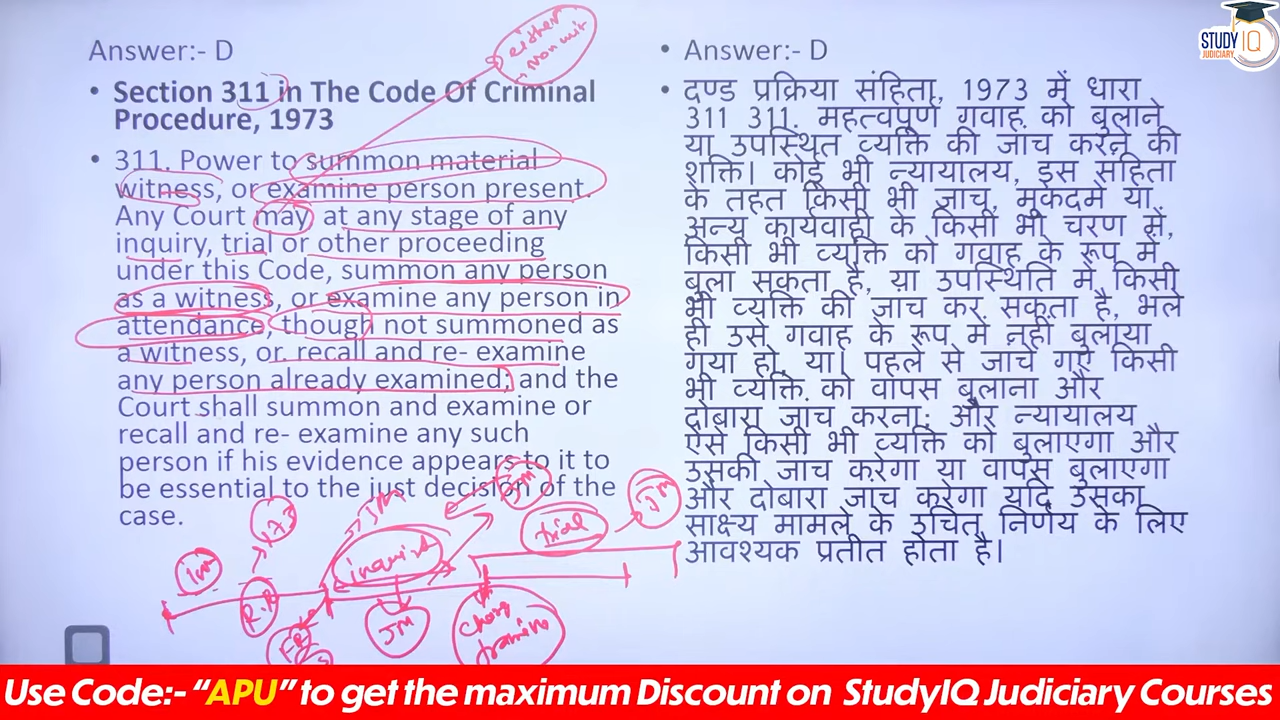 Answer:- D
• Section 311 in The Code Of Criminal
Procedure, 1973
• 311. Power to summon material
witness, or examine person present.
Any Court may at any stage of any
inquiry, trial or other proceeding
under this Code, summon any person
as a witness, or examine any person in
attendance, though not summoned as
a witness, or. recall and re- examine
any person already examined; and the
Court shall summon and examine or
recall and re- examine any such
person if his evidence appears to it to
be essential to the just decision of the
case.
either
trial
JM
JM
JM
• Answer:- D
• दण्ड प्रक्रिया संहिता, 1973 में धारा
311 311. महत्वपूर्ण गवाह को बुलाने
या उपस्थित व्यक्ति की जांच करने की
शक्ति। कोई भी न्यायालय, इस संहिता
के तहत किसी भी जांच, मुकदमे या
अन्य कार्यवाही के किसी भी चरण में,
किसी भी व्यक्ति को गवाह के रूप में
बुला सकता है, या उपस्थिति में किसी
भी व्यक्ति की जांच कर सकता है, भले
ही उसे गवाह के रूप में नहीं बुलाया
गया हो, या। पहले से जांचे गए किसी
भी व्यक्ति को वापस बुलाना और
दोबारा जांच करना; और न्यायालय
ऐसे किसी भी व्यक्ति को बुलाएगा और
उसकी जांच करेगा या वापस बुलाएगा
और दोबारा जांच करेगा यदि उसका
साक्ष्य मामले के उचित निर्णय के लिए
आवश्यक प्रतीत होता है।
STUDY IQ
JUDICIARY
Use Code:- “APU” to get the maximum Discount on StudyIQ Judiciary Courses